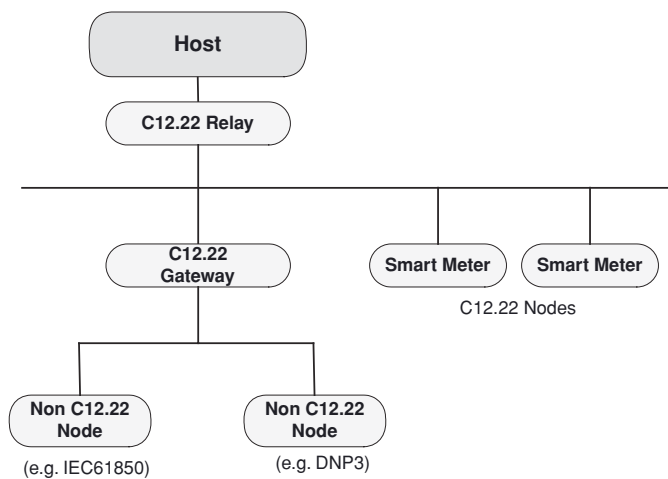 Host
C12.22 Relay
C12.22
Gateway
Smart Meter
Smart Meter
C12.22 Nodes
Non C12.22
Node
Non C12.22
Node
(e.g. IEC61850)
(e.g. DNP3)